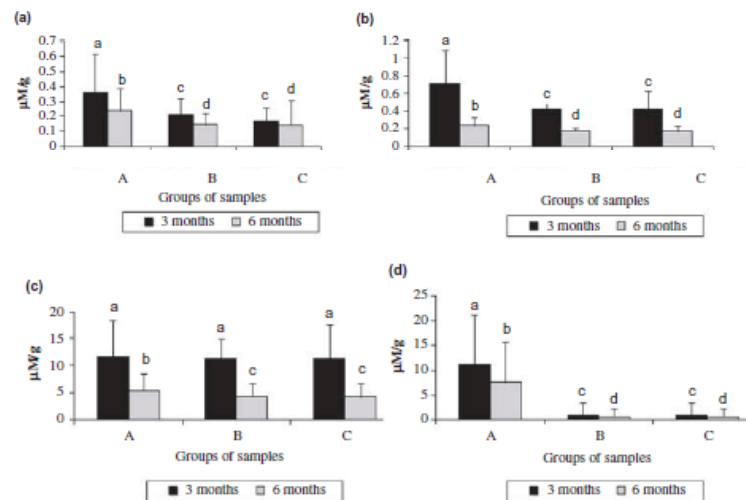 (a)
0.7
0.6
0.5
0.4
0.3
0.2
0.1
0
µM/g
a
b
c
d
c
d
A B C
Groups of samples
3 months 6 months
(b)
1.2
1
0.8
0.6
0.4
0.2
0
µM/g
a
b
c
d
c
d
A B C
Groups of samples
3 months 6 months
(c)
20
15
10
5
0
µM/g
a
b
a
c
a
c
A B C
Groups of samples
3 months 6 months
(d)
25
20
15
10
5
0
µM/g
a
b
c
d
c
d
A B C
Groups of samples
3 months 6 months